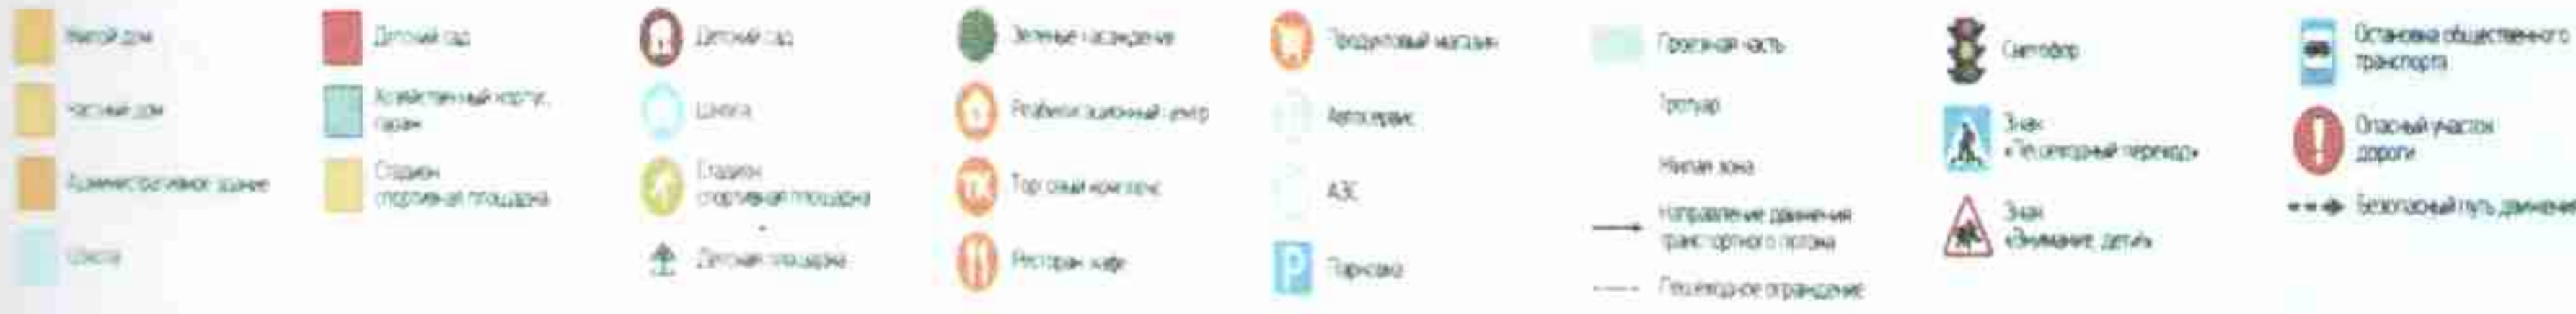 Жилой дом
Частный дом
Административное здание
Школа
Детский сад
Хозяйственный корпус,
гараж
Стадион
спортивная площадка
Детский сад
Школа
Стадион
спортивная площадка
Детская площадка
Зеленые насаждения
Реабилитационный центр
Торговый комплекс
Ресторан, кафе
Продуктовый магазин
Автосервис
АЗС
P Парковка
Проезжая часть
Тротуар
Жилая зона
Направление движения
транспортного потока
Пешеходное ограждение
Светофор
Знак
«Пешеходный переход»
Знак
«Внимание, дети!»
Остановка общественного
транспорта
Опасный участок
дороги
Безопасный путь движения